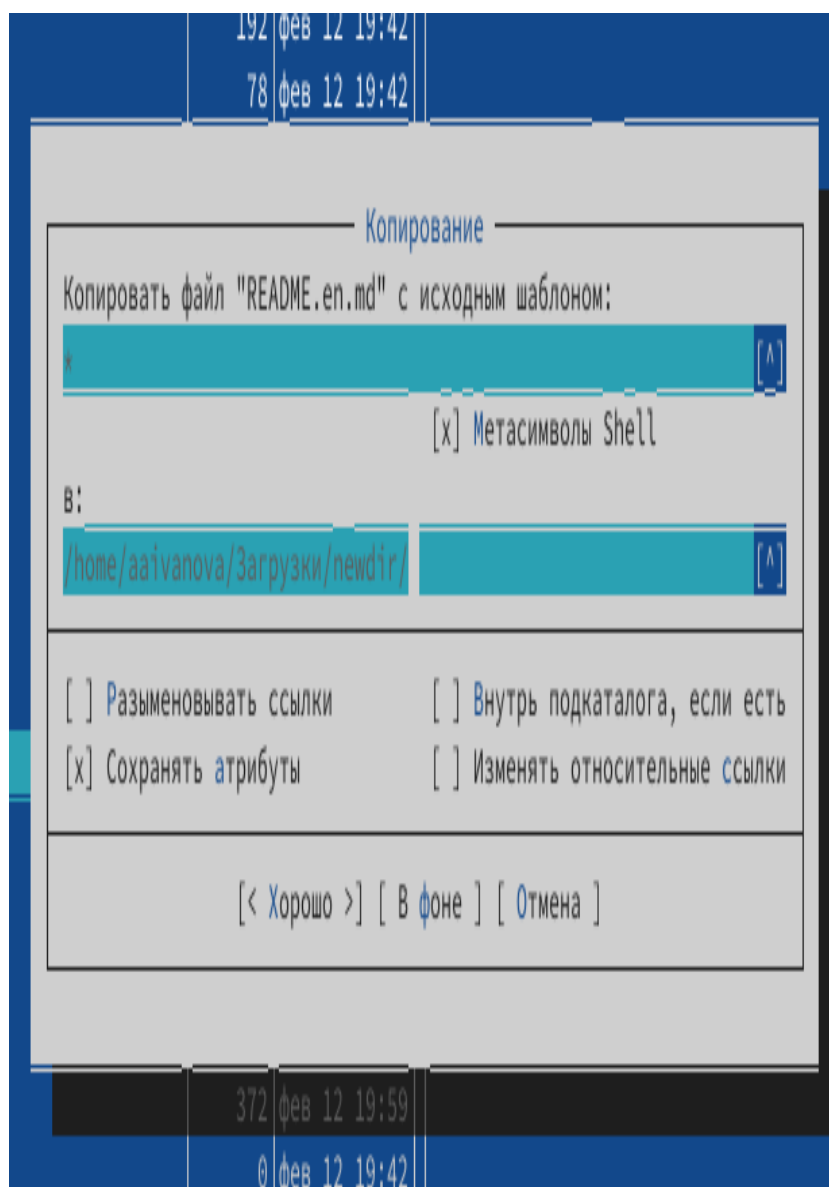 192 фев 12 19:42
78 фев 12 19:42
Копирование
Копировать файл "README.en.md" с исходным шаблоном:
* [^]
[x] Метасимволы Shell
в:
/home/aaivanova/Загрузки/newdir/ [^]
[ ] Разыменовывать ссылки [ ] Внутрь подкаталога, если есть
[x] Сохранять атрибуты [ ] Изменять относительные ссылки
[< Хорошо >] [ В фоне ] [ Отмена ]
372 фев 12 19:59
0 фев 12 19:42